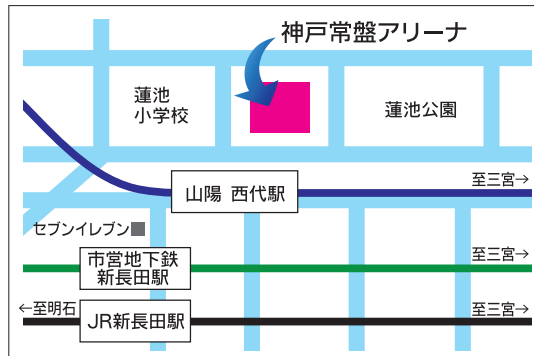 神戸常盤アリーナ
蓮池
小学校
蓮池公園
山陽 西代駅
至三宮→
セブンイレブン
市営地下鉄
新長田駅
至三宮→
←至明石
JR新長田駅
至三宮→